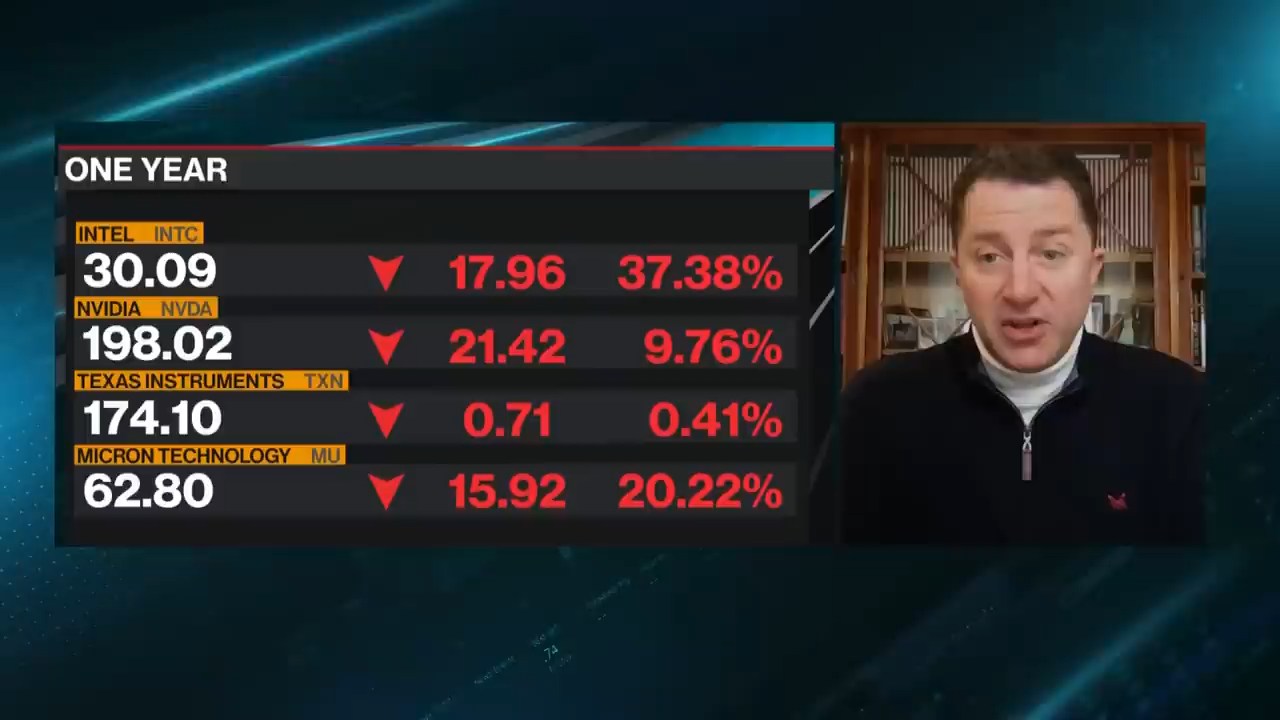 ONE YEAR
INTEL INTC
30.09 17.96 37.38%
NVIDIA NVDA
198.02 21.42 9.76%
TEXAS INSTRUMENTS TXN
174.10 0.71 0.41%
MICRON TECHNOLOGY MU
62.80 15.92 20.22%
74